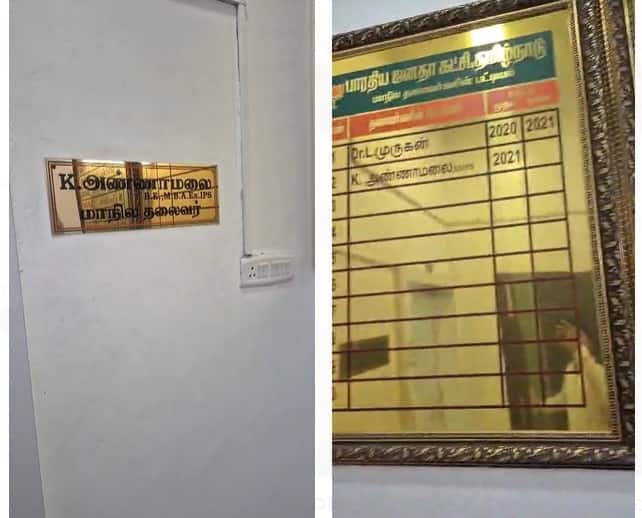 K.அண்ணாமலை
B.E.,M.B.A,Ex.IPS
மாநில தலைவர்
பாரதிய ஜனதா கட்சி,தமிழ்நாடு
மாநில தலைவர்களின் பட்டியல்
Dr.L.முருகன் 2020 2021
K. அண்ணாமலை 2021